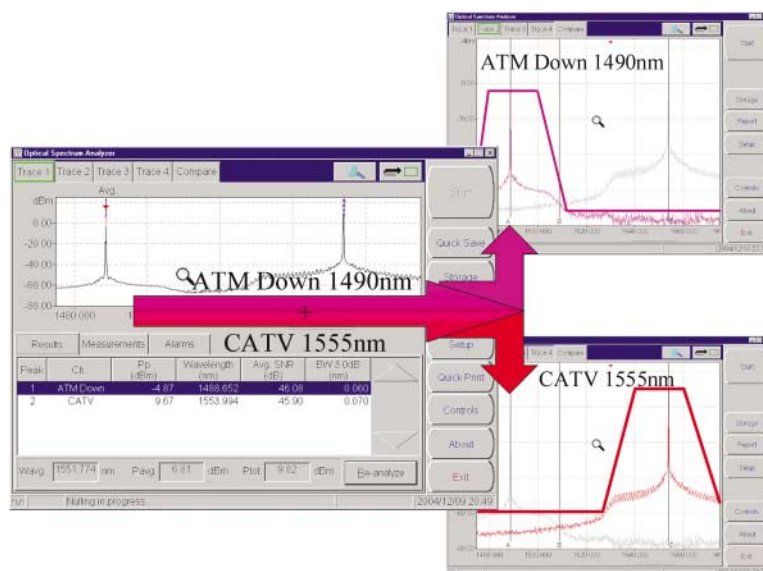 Optical Spectrum Analyzer
Trace 1 Trace 2 Trace 3 Trace 4 Compare
Avg.
dBm
0.00
-20.00
-40.00
-60.00
-80.00
1480.000
Start
Quick Save
Storage
Setup
Quick Print
Controls
About
Exit
ATM Down 1490nm
CATV 1555nm
Results Measurements Alarms
Peak Ch. Pp (dBm) Wavelength (nm) Avg. SNR (dB) BW 3.0dB (nm)
1 ATM Down -4.87 1488.652 46.08 0.060
2 CATV 9.67 1553.994 45.90 0.070
Wavg. 1551.774 nm Pavg. 6.81 dBm Ptot. 9.82 dBm Re-analyze
Nulling in progress...
2004/12/09 20:49
Optical Spectrum Analyzer
Trace 1 Trace 2 Trace 3 Trace 4 Compare
dBm
ATM Down 1490nm
0.00
Start
Storage
Report
Setup
Controls
About
Exit
Trace 4 Compare
CATV 1555nm
Start
Storage
Report
Setup
Controls
About
Exit